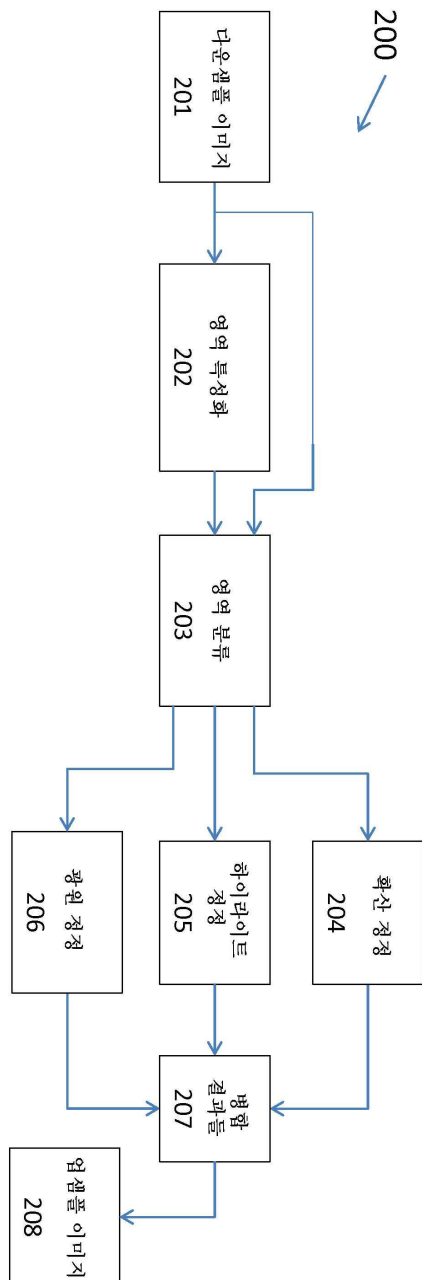 200
다운샘플 이미지
201
영역 특성화
202
영역 분류
203
확산 정정
204
하이라이트
정정
205
광원 정정
206
병합
결과들
207
업샘플 이미지
208